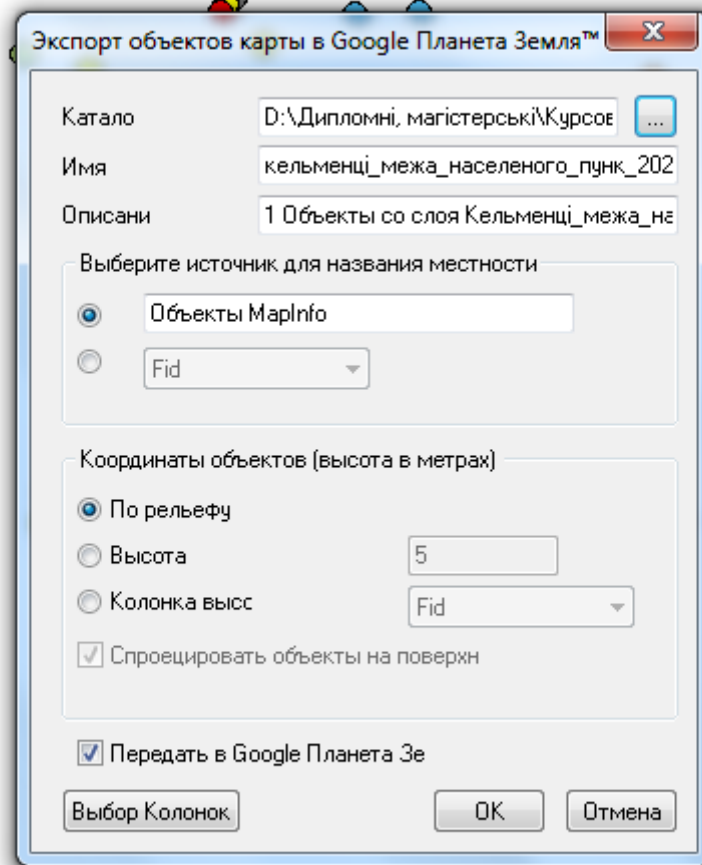 Экспорт объектов карты в Google Планета Земля™
Катало D:\Дипломні, магістерські\Курсов ...
Имя кельменці_межа_населеного_пунк_202
Описани 1 Объекты со слоя Кельменці_межа_на
Выберите источник для названия местности
Объекты MapInfo
Fid
Координаты объектов (высота в метрах)
По рельефу
Высота 5
Колонка высс Fid
Спроецировать объекты на поверхн
Передать в Google Планета Зе
Выбор Колонок OK Отмена